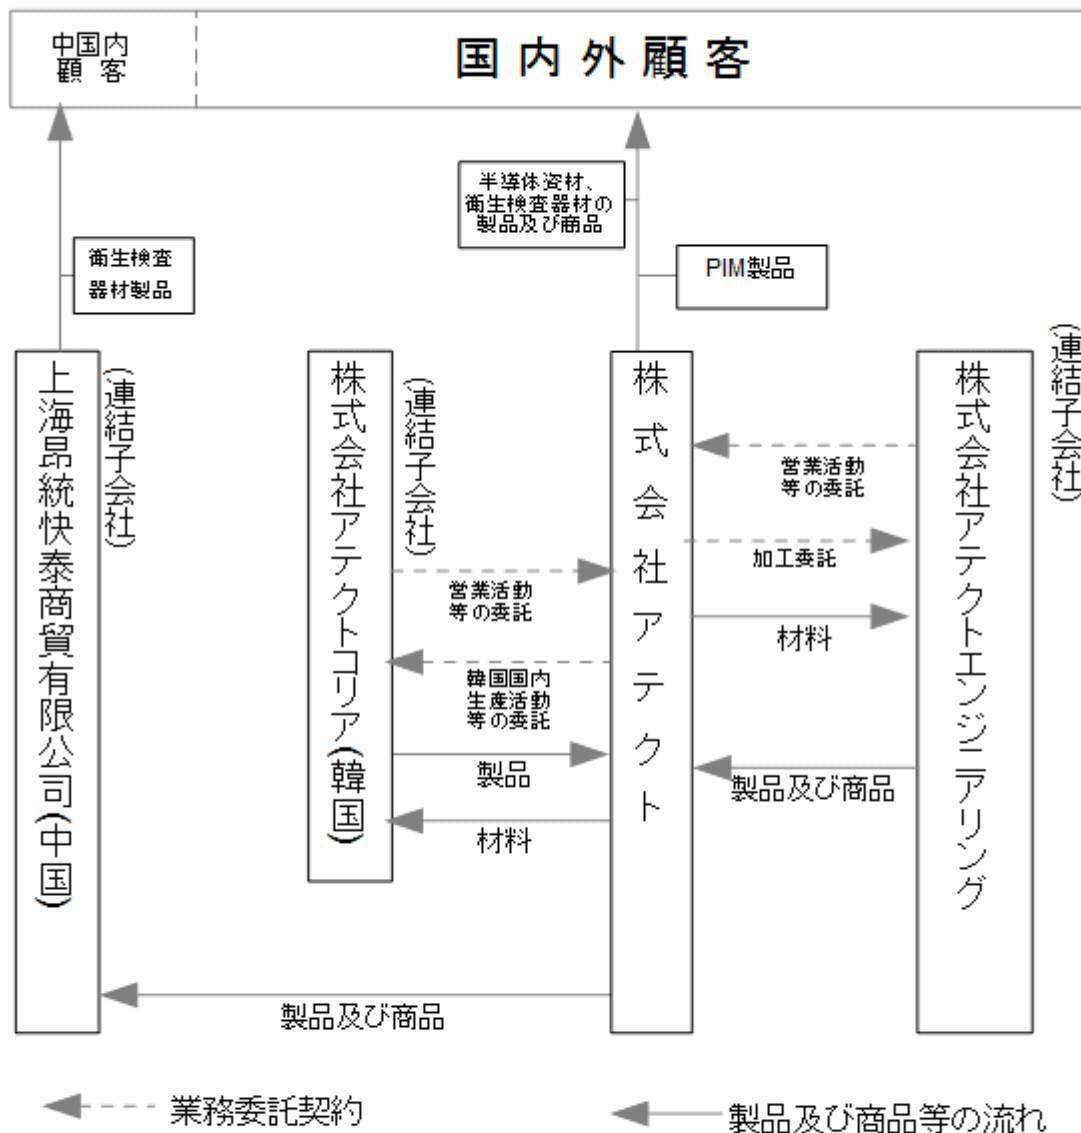 中国内
顧 客
国 内 外 顧 客
半導体資材、
衛生検査器材の
製品及び商品
衛生検査
器材製品
PIM製品
上海昂統快泰商貿有限公司(中国)
(連結子会社)
株式会社アテクトコリア(韓国)
(連結子会社)
株式会社アテクト
株式会社アテクトエンジニアリング
(連結子会社)
営業活動
等の委託
加工委託
材料
製品及び商品
営業活動
等の委託
韓国国内
生産活動
等の委託
製品
材料
製品及び商品
業務委託契約
製品及び商品等の流れ